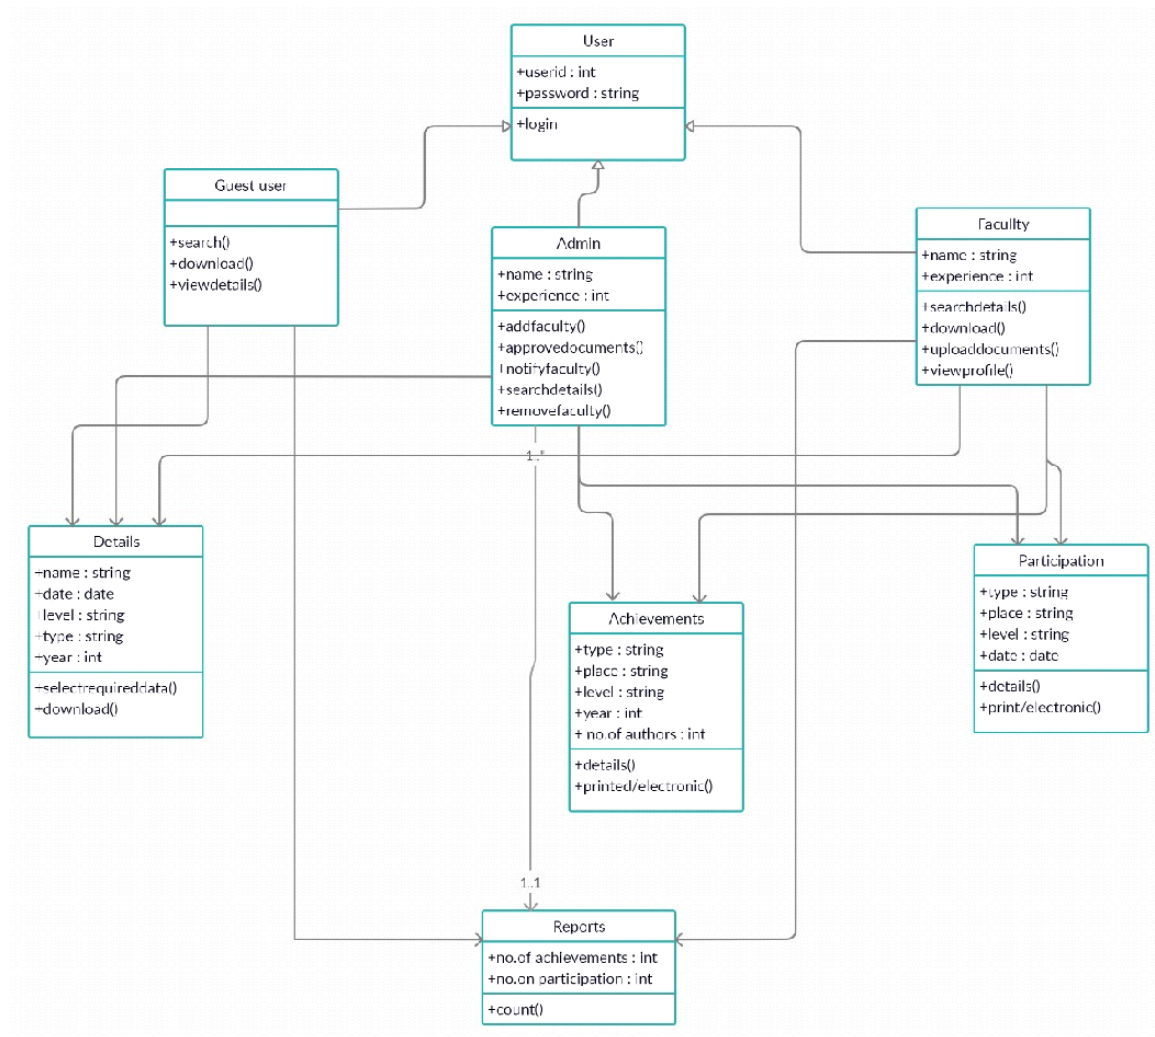 User
+userid : int
+password : string
+login
Guest user
+search()
+download()
+viewdetails()
Admin
+name : string
+experience : int
+addfaculty()
+approvedocuments()
+notifyfaculty()
+searchdetails()
+removefaculty()
Facullty
+name : string
+experience : int
+searchdetails()
+download()
+uploaddocuments()
+viewprofile()
1..*
Details
+name : string
+date : date
+level : string
+type : string
+year : int
+selectrequireddata()
+download()
Achievements
+type : string
+place : string
+level : string
+year : int
+ no.of authors : int
+details()
+printed/electronic()
Participation
+type : string
+place : string
+level : string
+date : date
+details()
+print/electronic()
1..1
Reports
+no.of achievements : int
+no.on participation : int
+count()